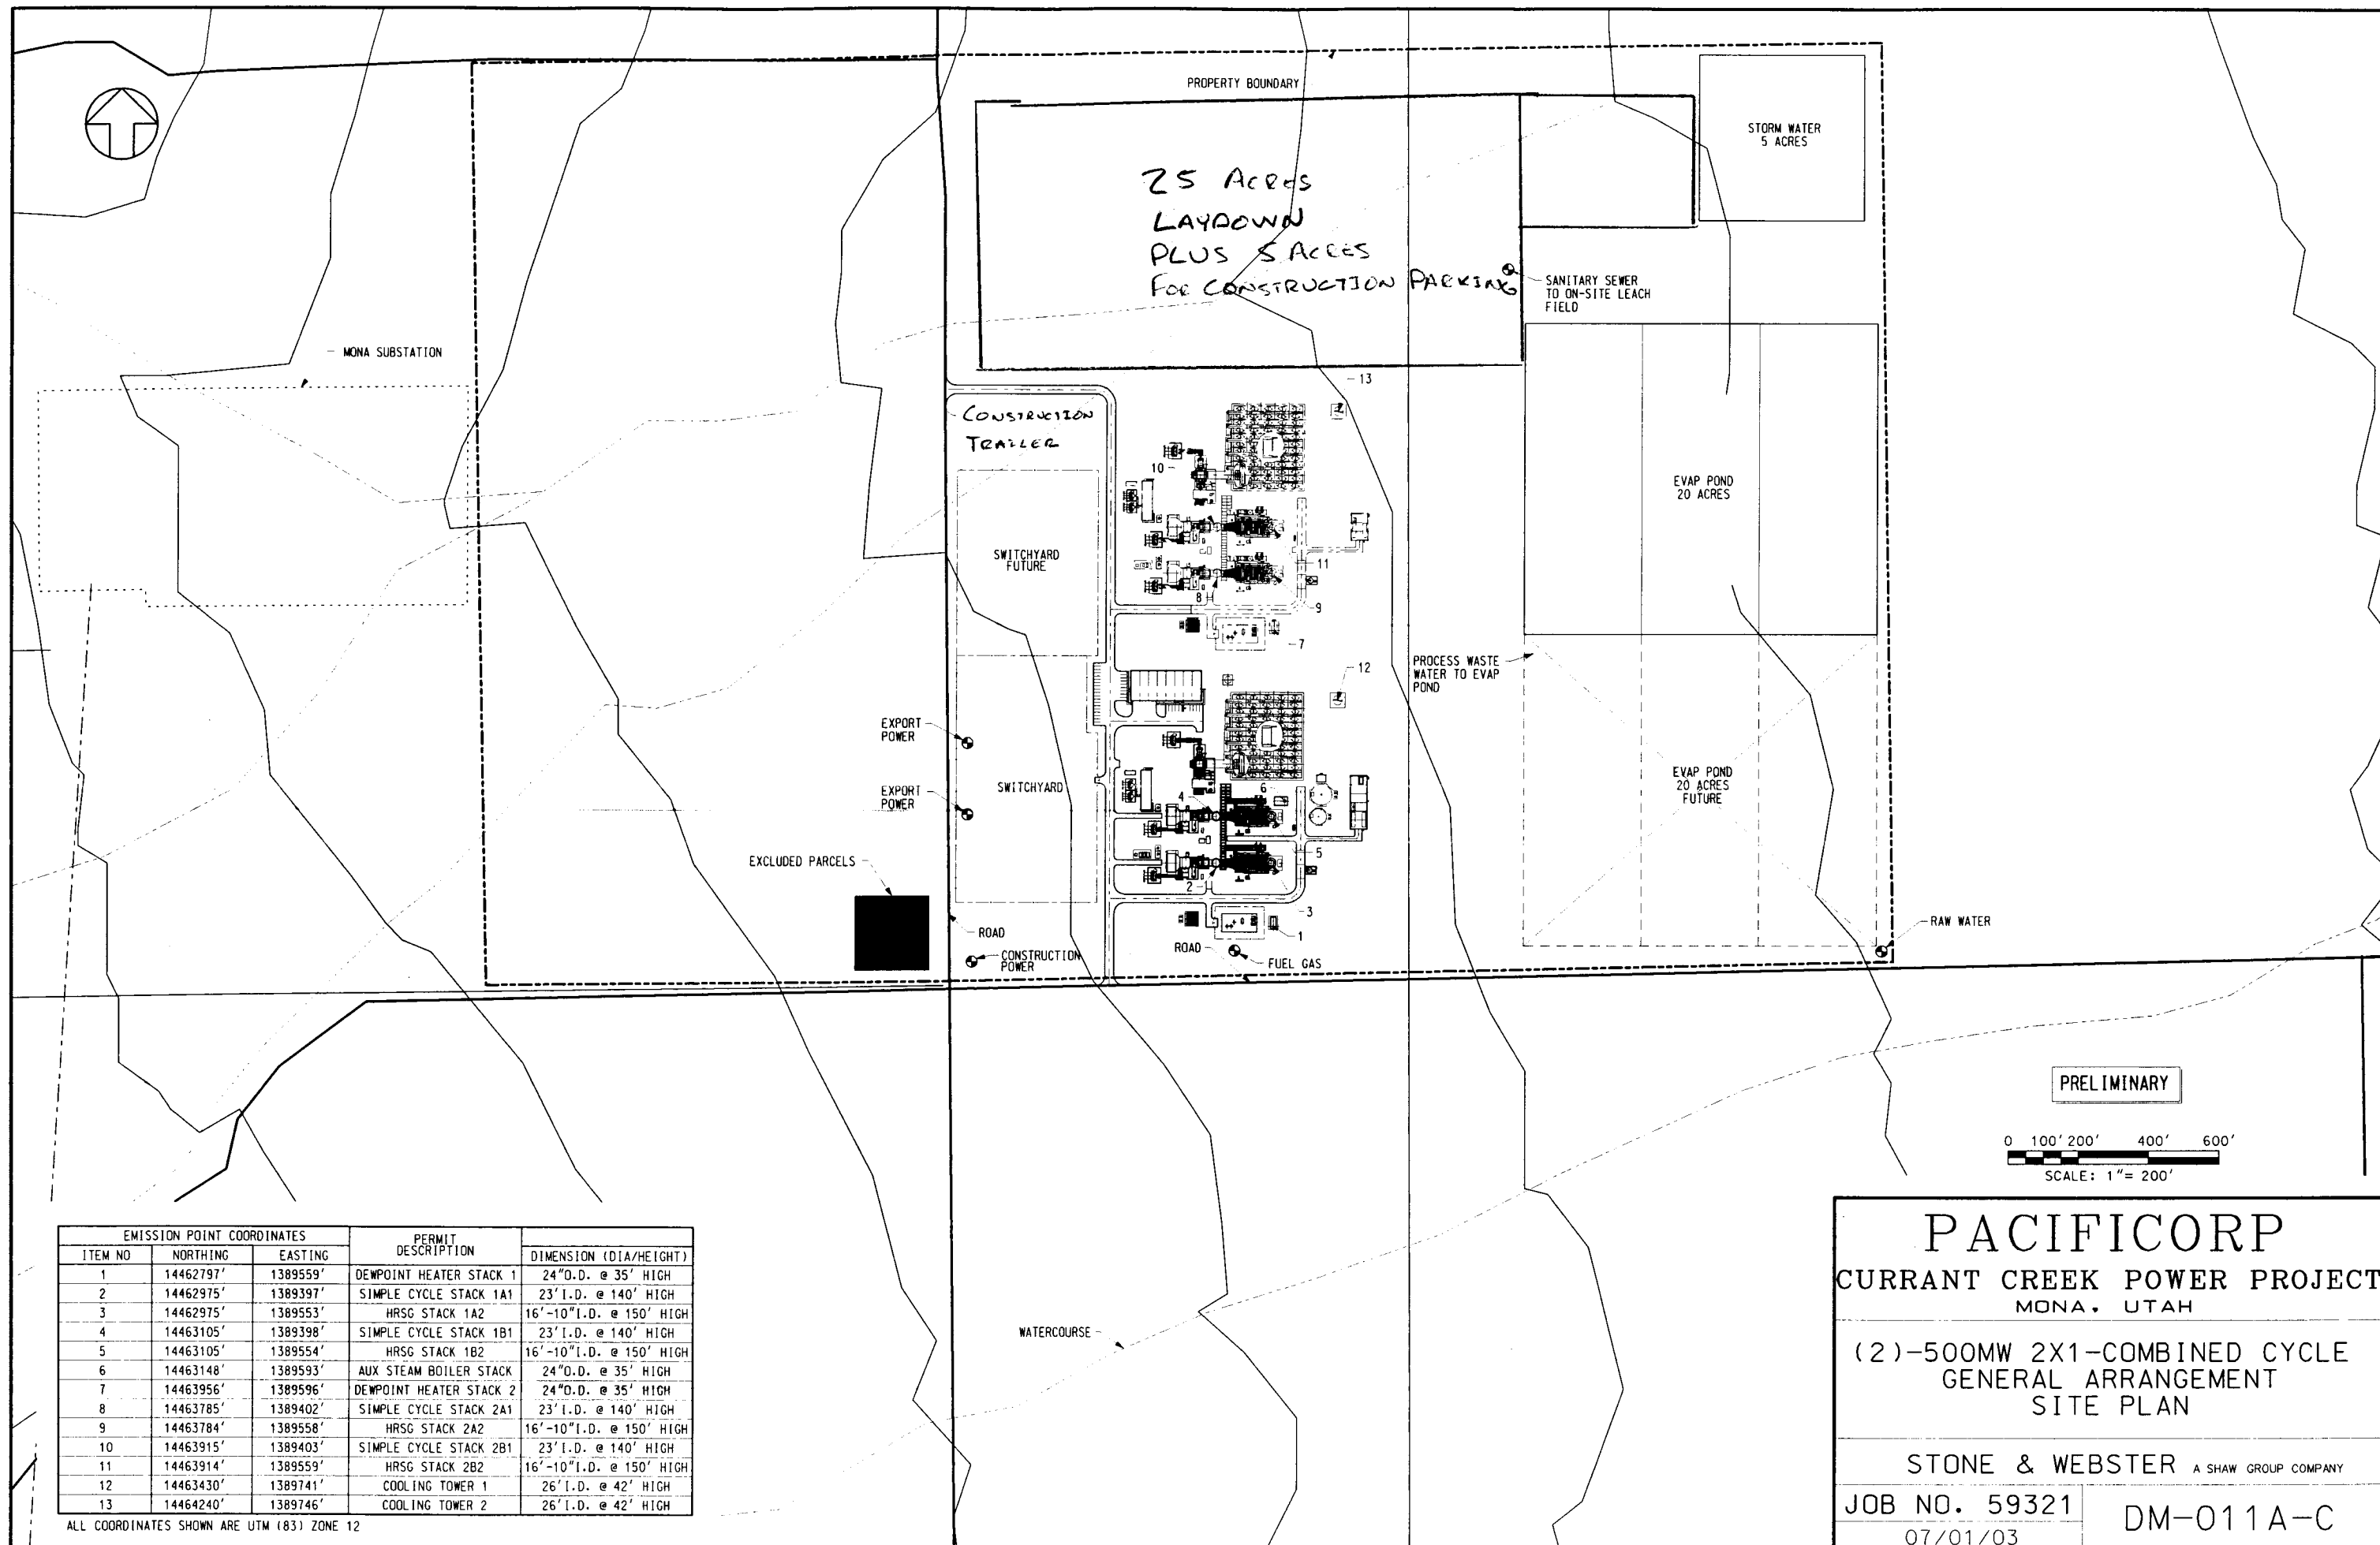 PROPERTY BOUNDARY
STORM WATER
5 ACRES
25 ACRES
LAYDOWN
PLUS 5 ACRES
FOR CONSTRUCTION PARKING
SANITARY SEWER
TO ON-SITE LEACH
FIELD
MONA SUBSTATION
13
CONSTRUCTION
TRAILER
10
EVAP POND
20 ACRES
SWITCHYARD
FUTURE
11
8
9
7
12
PROCESS WASTE
WATER TO EVAP
POND
EXPORT
POWER
EXPORT
POWER
SWITCHYARD
4
6
EVAP POND
20 ACRES
FUTURE
5
EXCLUDED PARCELS
2
3
1
ROAD
CONSTRUCTION
POWER
ROAD
FUEL GAS
RAW WATER
PRELIMINARY
0 100' 200' 400' 600'
SCALE: 1"= 200'
WATERCOURSE
EMISSION POINT COORDINATES PERMIT DESCRIPTION
ITEM NO NORTHING EASTING DIMENSION (DIA/HEIGHT)
1 14462797' 1389559' DEWPOINT HEATER STACK 1 24"O.D. @ 35' HIGH
2 14462975' 1389397' SIMPLE CYCLE STACK 1A1 23'I.D. @ 140' HIGH
3 14462975' 1389553' HRSG STACK 1A2 16'-10"I.D. @ 150' HIGH
4 14463105' 1389398' SIMPLE CYCLE STACK 1B1 23'I.D. @ 140' HIGH
5 14463105' 1389554' HRSG STACK 1B2 16'-10"I.D. @ 150' HIGH
6 14463148' 1389593' AUX STEAM BOILER STACK 24"O.D. @ 35' HIGH
7 14463956' 1389596' DEWPOINT HEATER STACK 2 24"O.D. @ 35' HIGH
8 14463785' 1389402' SIMPLE CYCLE STACK 2A1 23'I.D. @ 140' HIGH
9 14463784' 1389558' HRSG STACK 2A2 16'-10"I.D. @ 150' HIGH
10 14463915' 1389403' SIMPLE CYCLE STACK 2B1 23'I.D. @ 140' HIGH
11 14463914' 1389559' HRSG STACK 2B2 16'-10"I.D. @ 150' HIGH
12 14463430' 1389741' COOLING TOWER 1 26'I.D. @ 42' HIGH
13 14464240' 1389746' COOLING TOWER 2 26'I.D. @ 42' HIGH
ALL COORDINATES SHOWN ARE UTM (83) ZONE 12
PACIFICORP
CURRANT CREEK POWER PROJECT
MONA, UTAH
(2)-500MW 2X1-COMBINED CYCLE
GENERAL ARRANGEMENT
SITE PLAN
STONE & WEBSTER A SHAW GROUP COMPANY
JOB NO. 59321
07/01/03
DM-011A-C